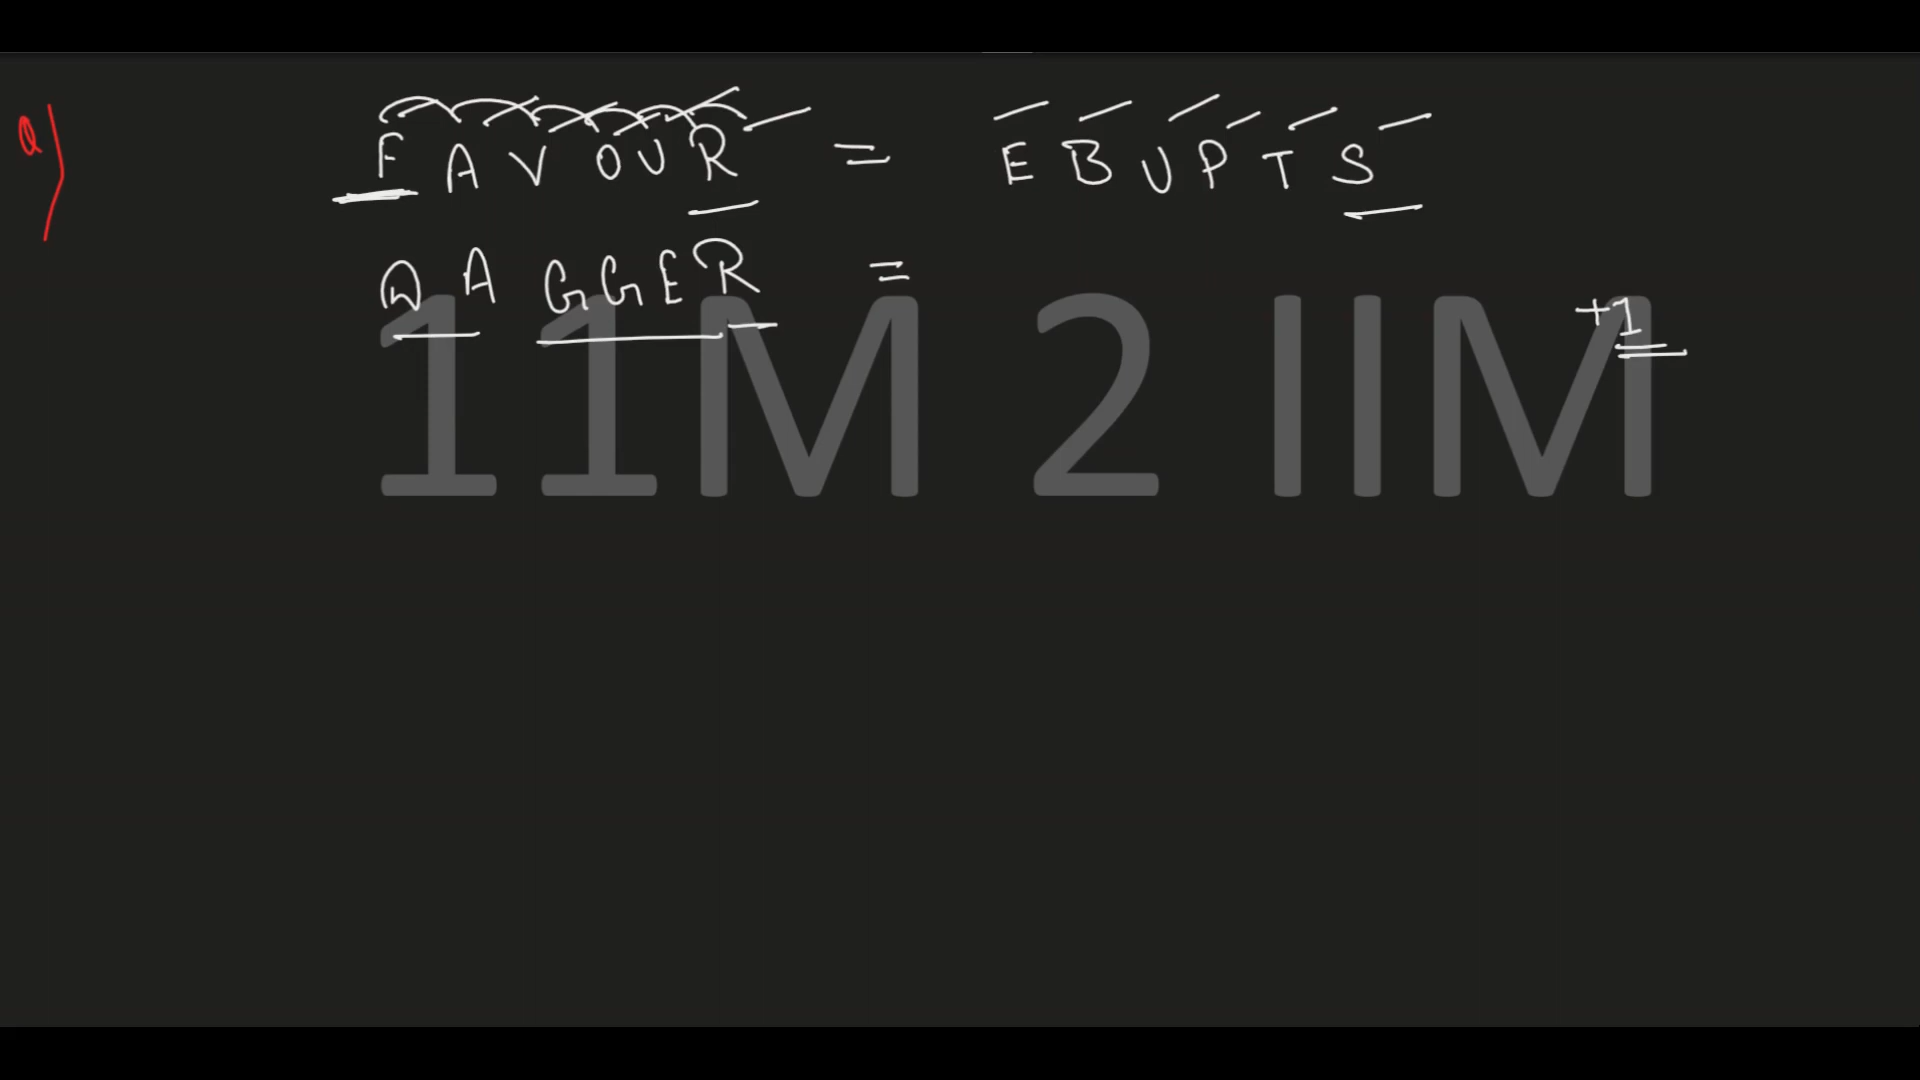 Q) FAVOUR = EBUPTS
DAGGER =
+1
11M 2 IIM